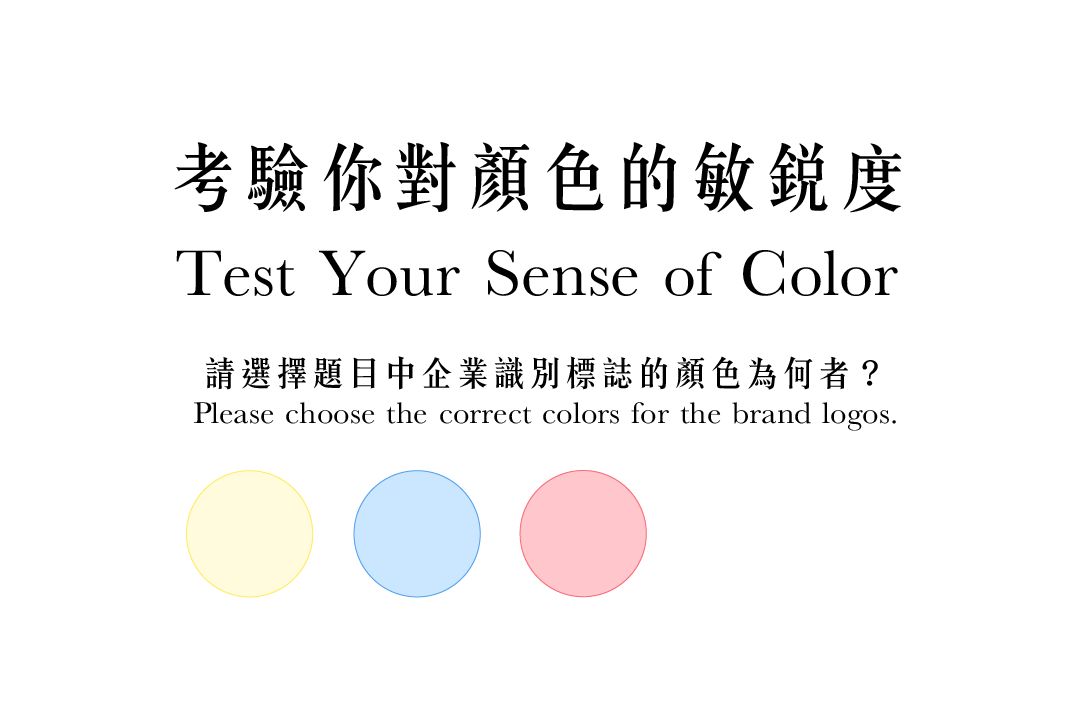 考驗你對顏色的敏鋭度
Test Your Sense of Color
請選擇題目中企業識別標誌的顏色為何者？
Please choose the correct colors for the brand logos.